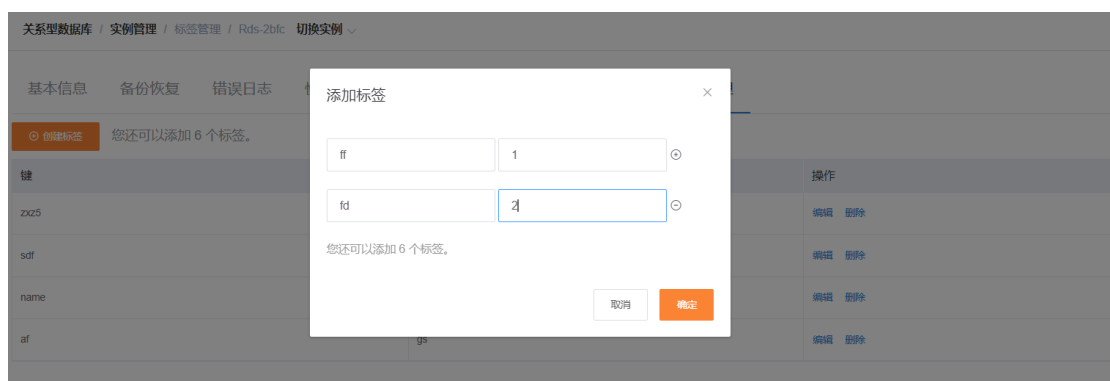 关系型数据库 / 实例管理 / 标签管理 / Rds-2bfc 切换实例
基本信息 备份恢复 错误日志
创建标签 您还可以添加 6 个标签。
键 操作
zxz5 编辑 删除
sdf 编辑 删除
name 编辑 删除
af gs 编辑 删除
添加标签
ff 1
fd 2
您还可以添加 6 个标签。
取消 确定